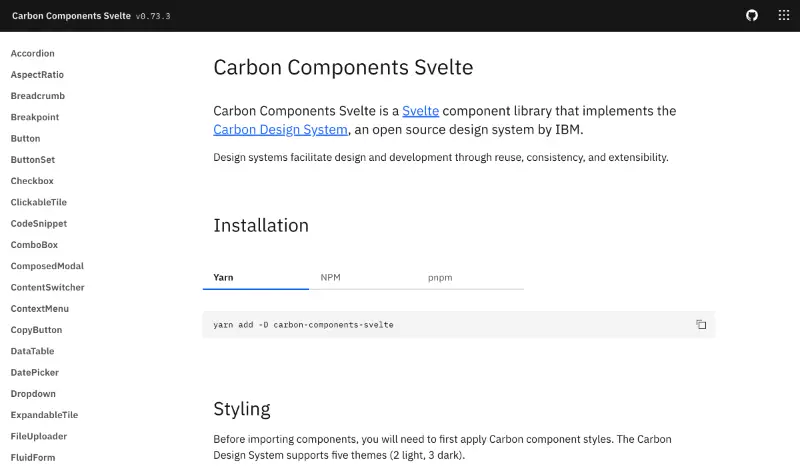 Carbon Components Svelte v0.73.3
Accordion
AspectRatio
Breadcrumb
Breakpoint
Button
ButtonSet
Checkbox
ClickableTile
CodeSnippet
ComboBox
ComposedModal
ContentSwitcher
ContextMenu
CopyButton
DataTable
DatePicker
Dropdown
ExpandableTile
FileUploader
FluidForm
Carbon Components Svelte
Carbon Components Svelte is a Svelte component library that implements the
Carbon Design System, an open source design system by IBM.
Design systems facilitate design and development through reuse, consistency, and extensibility.
Installation
Yarn NPM pnpm
yarn add -D carbon-components-svelte
Styling
Before importing components, you will need to first apply Carbon component styles. The Carbon
Design System supports five themes (2 light, 3 dark).